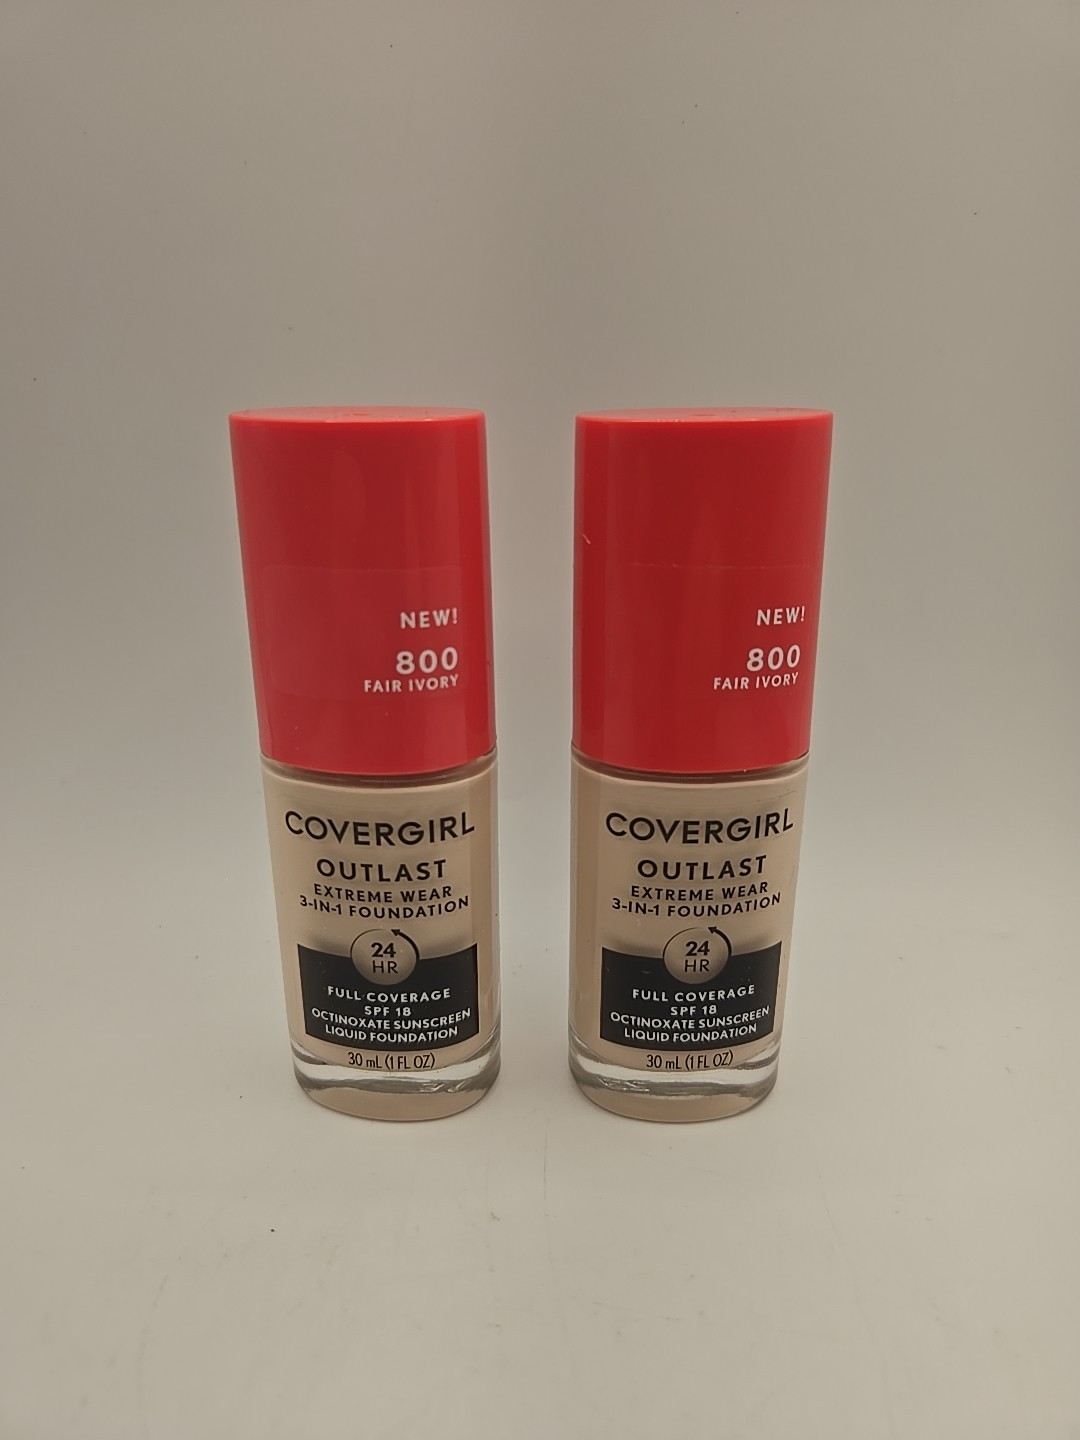 NEW!
800
FAIR IVORY
COVERGIRL
OUTLAST
EXTREME WEAR
3-IN-1 FOUNDATION
24
HR
FULL COVERAGE
SPF 18
OCTINOXATE SUNSCREEN
LIQUID FOUNDATION
30 mL (1 FL OZ)
NEW!
800
FAIR IVORY
COVERGIRL
OUTLAST
EXTREME WEAR
3-IN-1 FOUNDATION
24
HR
FULL COVERAGE
SPF 18
OCTINOXATE SUNSCREEN
LIQUID FOUNDATION
30 mL (1 FL OZ)